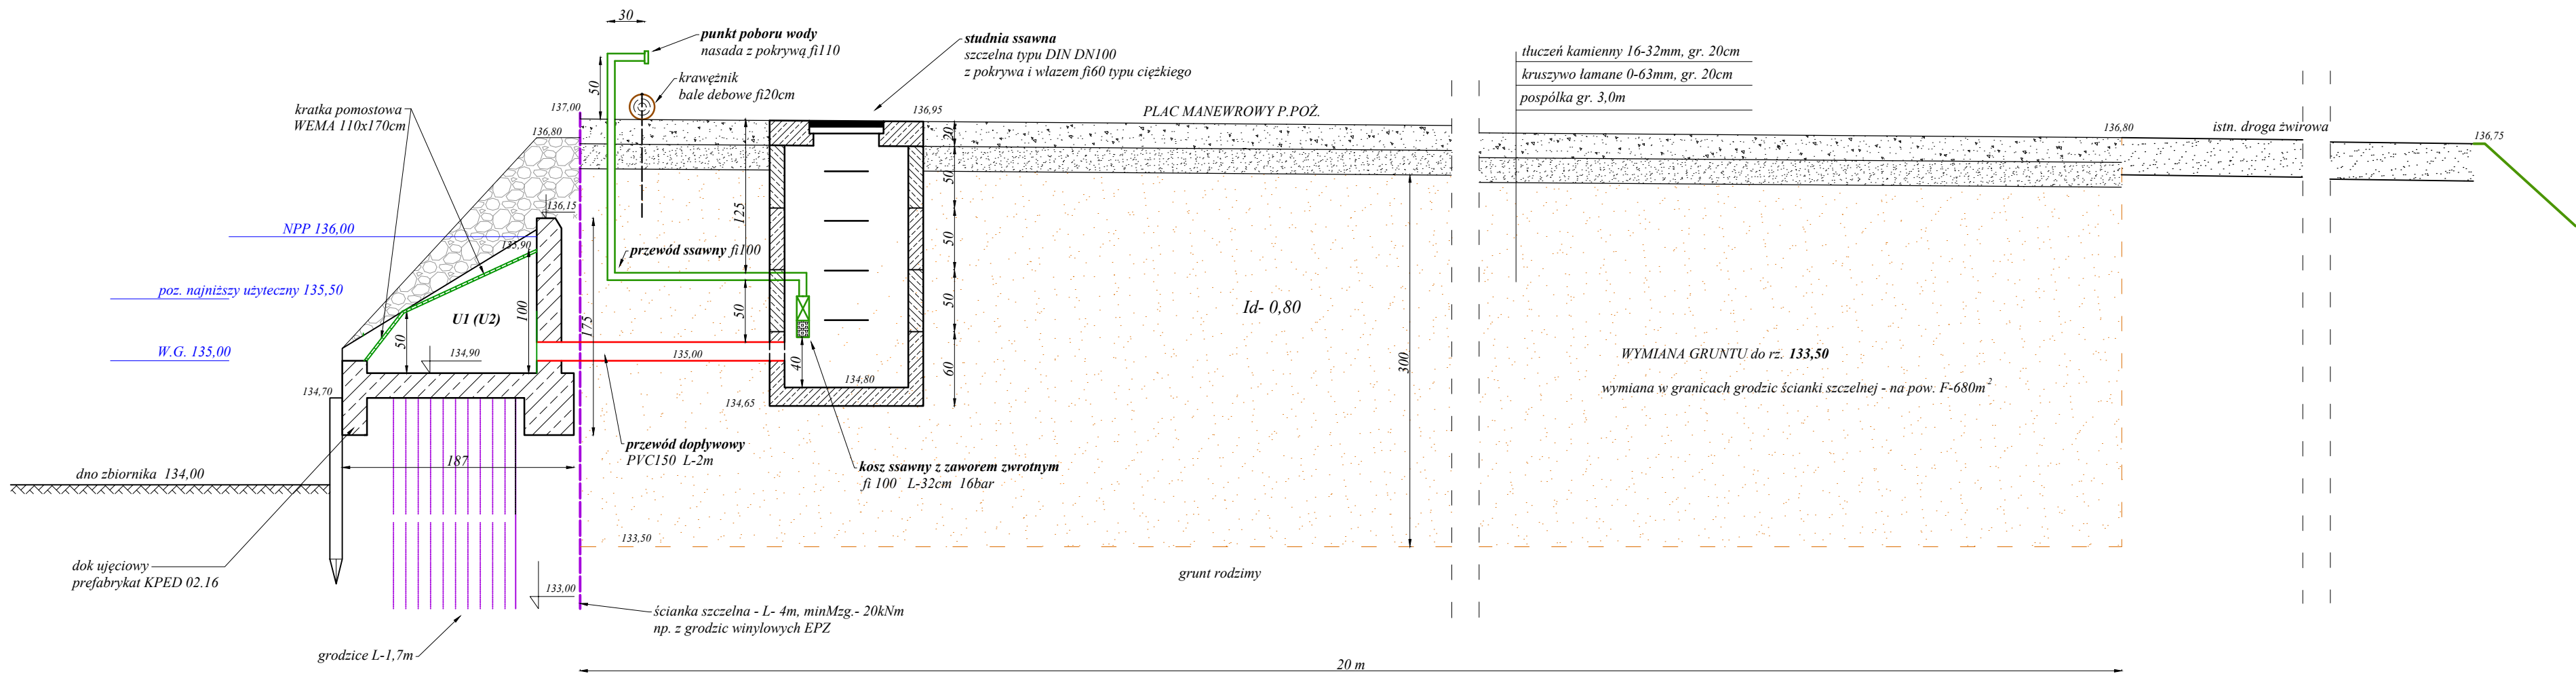 30
punkt poboru wody
nasada z pokrywą fi110
studnia ssawna
szczelna typu DIN DN100
z pokrywa i włazem fi60 typu ciężkiego
tłuczeń kamienny 16-32mm, gr. 20cm
kruszywo łamane 0-63mm, gr. 20cm
pospółka gr. 3,0m
50
krawężnik
bale debowe fi20cm
kratka pomostowa
WEMA 110x170cm
137,00
136,95
PLAC MANEWROWY P.POŻ.
136,80
20
136,80
istn. droga żwirowa
136,75
50
136,15
125
NPP 136,00
135,90
przewód ssawny fi100
50
poz. najniższy użyteczny 135,50
U1 (U2)
100
175
50
50
Id- 0,80
W.G. 135,00
50
134,90
135,00
40
134,80
60
300
WYMIANA GRUNTU do rz. 133,50
wymiana w granicach grodzic ścianki szczelnej - na pow. F-680m²
134,70
134,65
przewód dopływowy
PVC150 L-2m
187
kosz ssawny z zaworem zwrotnym
fi 100 L-32cm 16bar
dno zbiornika 134,00
133,50
dok ujęciowy
prefabrykat KPED 02.16
grunt rodzimy
133,00
ścianka szczelna - L- 4m, minMzg.- 20kNm
np. z grodzic winylowych EPZ
grodzice L-1,7m
20 m